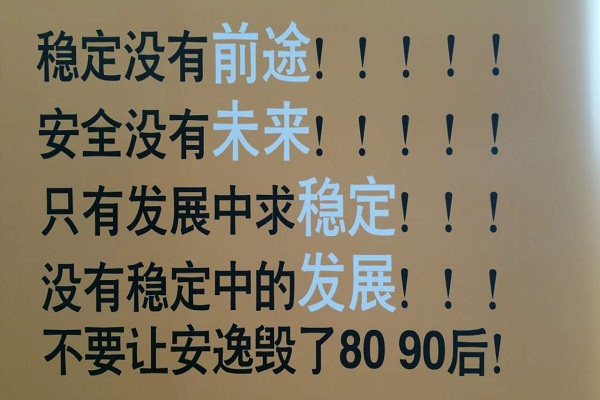 稳定没有前途！！！！！
安全没有未来！！！！！
只有发展中求稳定！！！
没有稳定中的发展！！！
不要让安逸毁了80 90后!